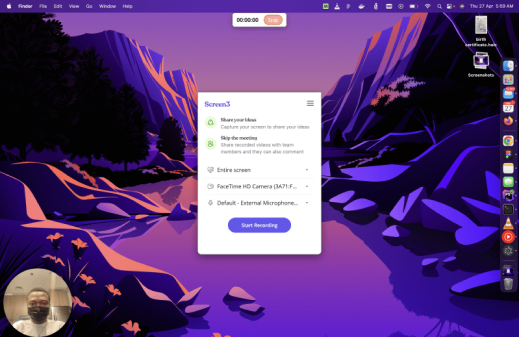 Finder File Edit View Go Window Help
Thu 27 Apr 5:59 AM
00:00:00 Stop
birth
certificate.heic
Screenshots
Screen3
Share your ideas
Capture your screen to share your ideas
Skip the meeting
Share recorded videos with team
members and they can also comment
Entire screen
FaceTime HD Camera (3A71:F...
Default - External Microphone...
Start Recording